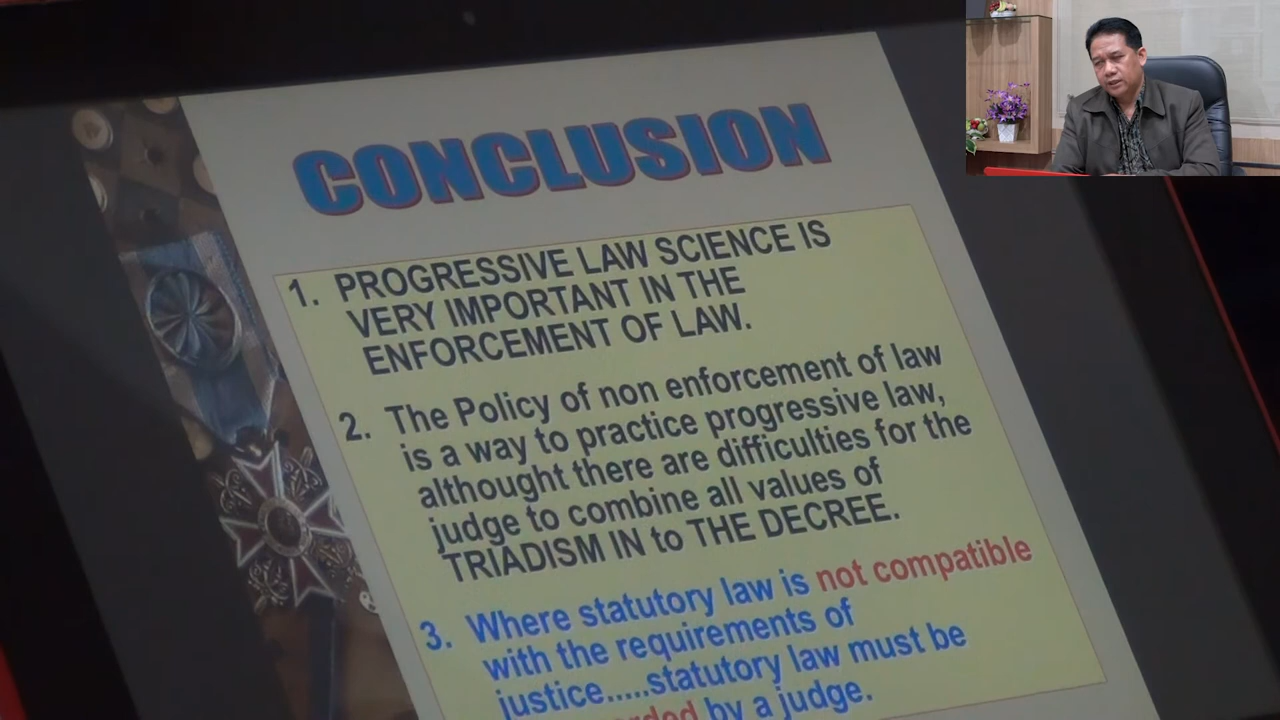 CONCLUSION
1. PROGRESSIVE LAW SCIENCE IS
VERY IMPORTANT IN THE
ENFORCEMENT OF LAW.
2. The Policy of non enforcement of law
is a way to practice progressive law,
althought there are difficulties for the
judge to combine all values of
TRIADISM IN to THE DECREE.
3. Where statutory law is not compatible
with the requirements of
justice.....statutory law must be
by a judge.